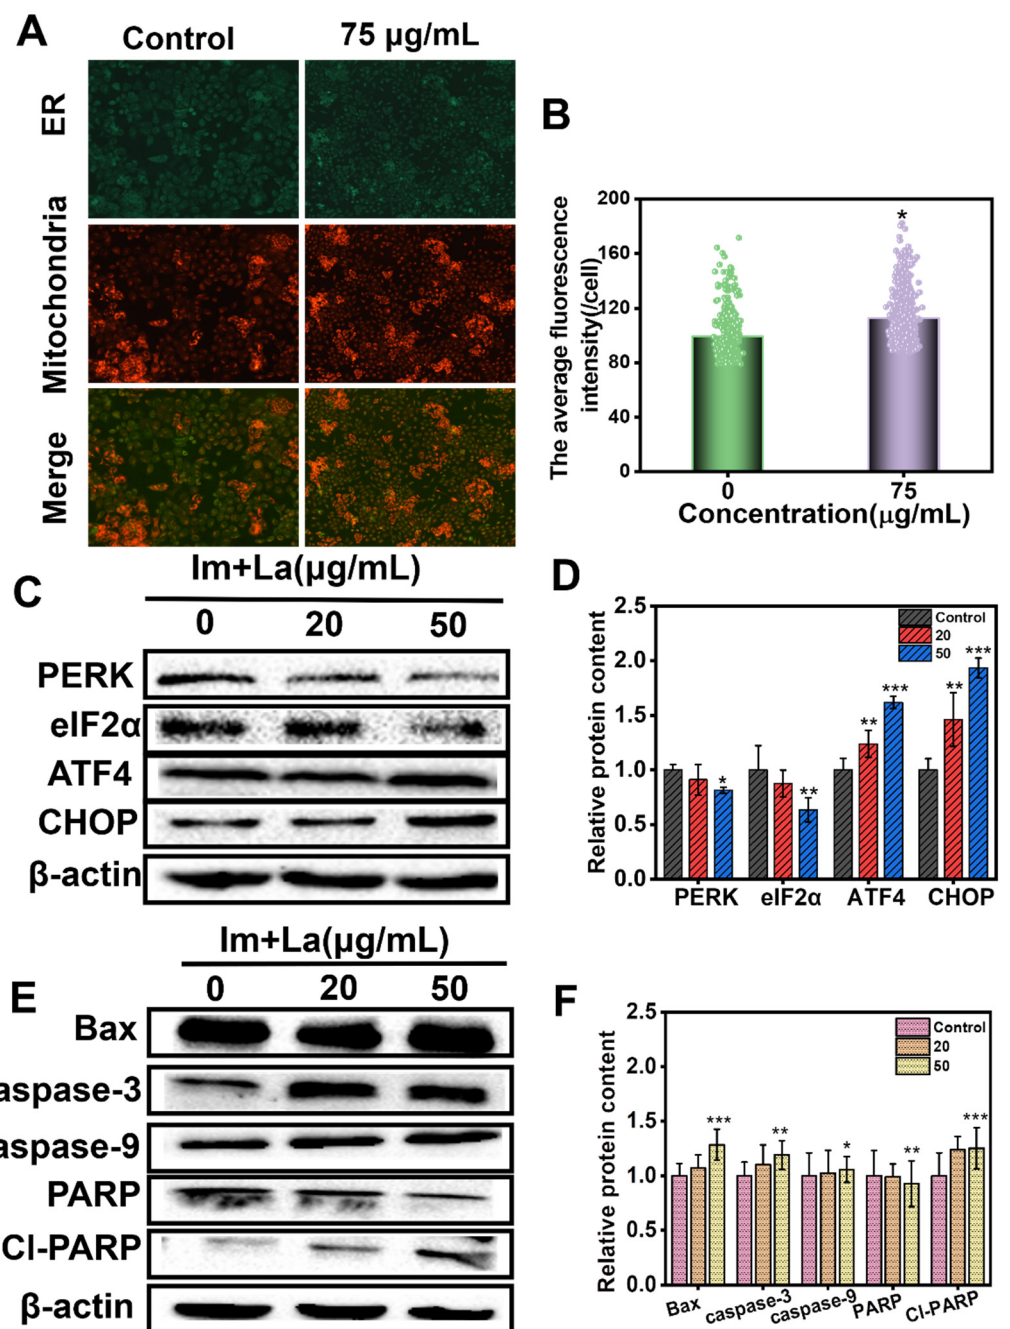 A
Control
75 µg/mL
ER
Mitochondria
Merge
B
The average fluorescence
intensity(/cell)
200
160
120
80
40
0
*
0
75
Concentration(µg/mL)
C
Im+La(µg/mL)
0
20
50
PERK
eIF2α
ATF4
CHOP
β-actin
D
Relative protein content
2.5
2.0
1.5
1.0
0.5
0.0
Control
20
50
*
**
**
***
**
***
PERK
eIF2α
ATF4
CHOP
E
Im+La(µg/mL)
0
20
50
Bax
aspase-3
aspase-9
PARP
Cl-PARP
β-actin
F
Relative protein content
2.5
2.0
1.5
1.0
0.5
0.0
Control
20
50
***
**
*
**
***
Bax
caspase-3
caspase-9
PARP
Cl-PARP